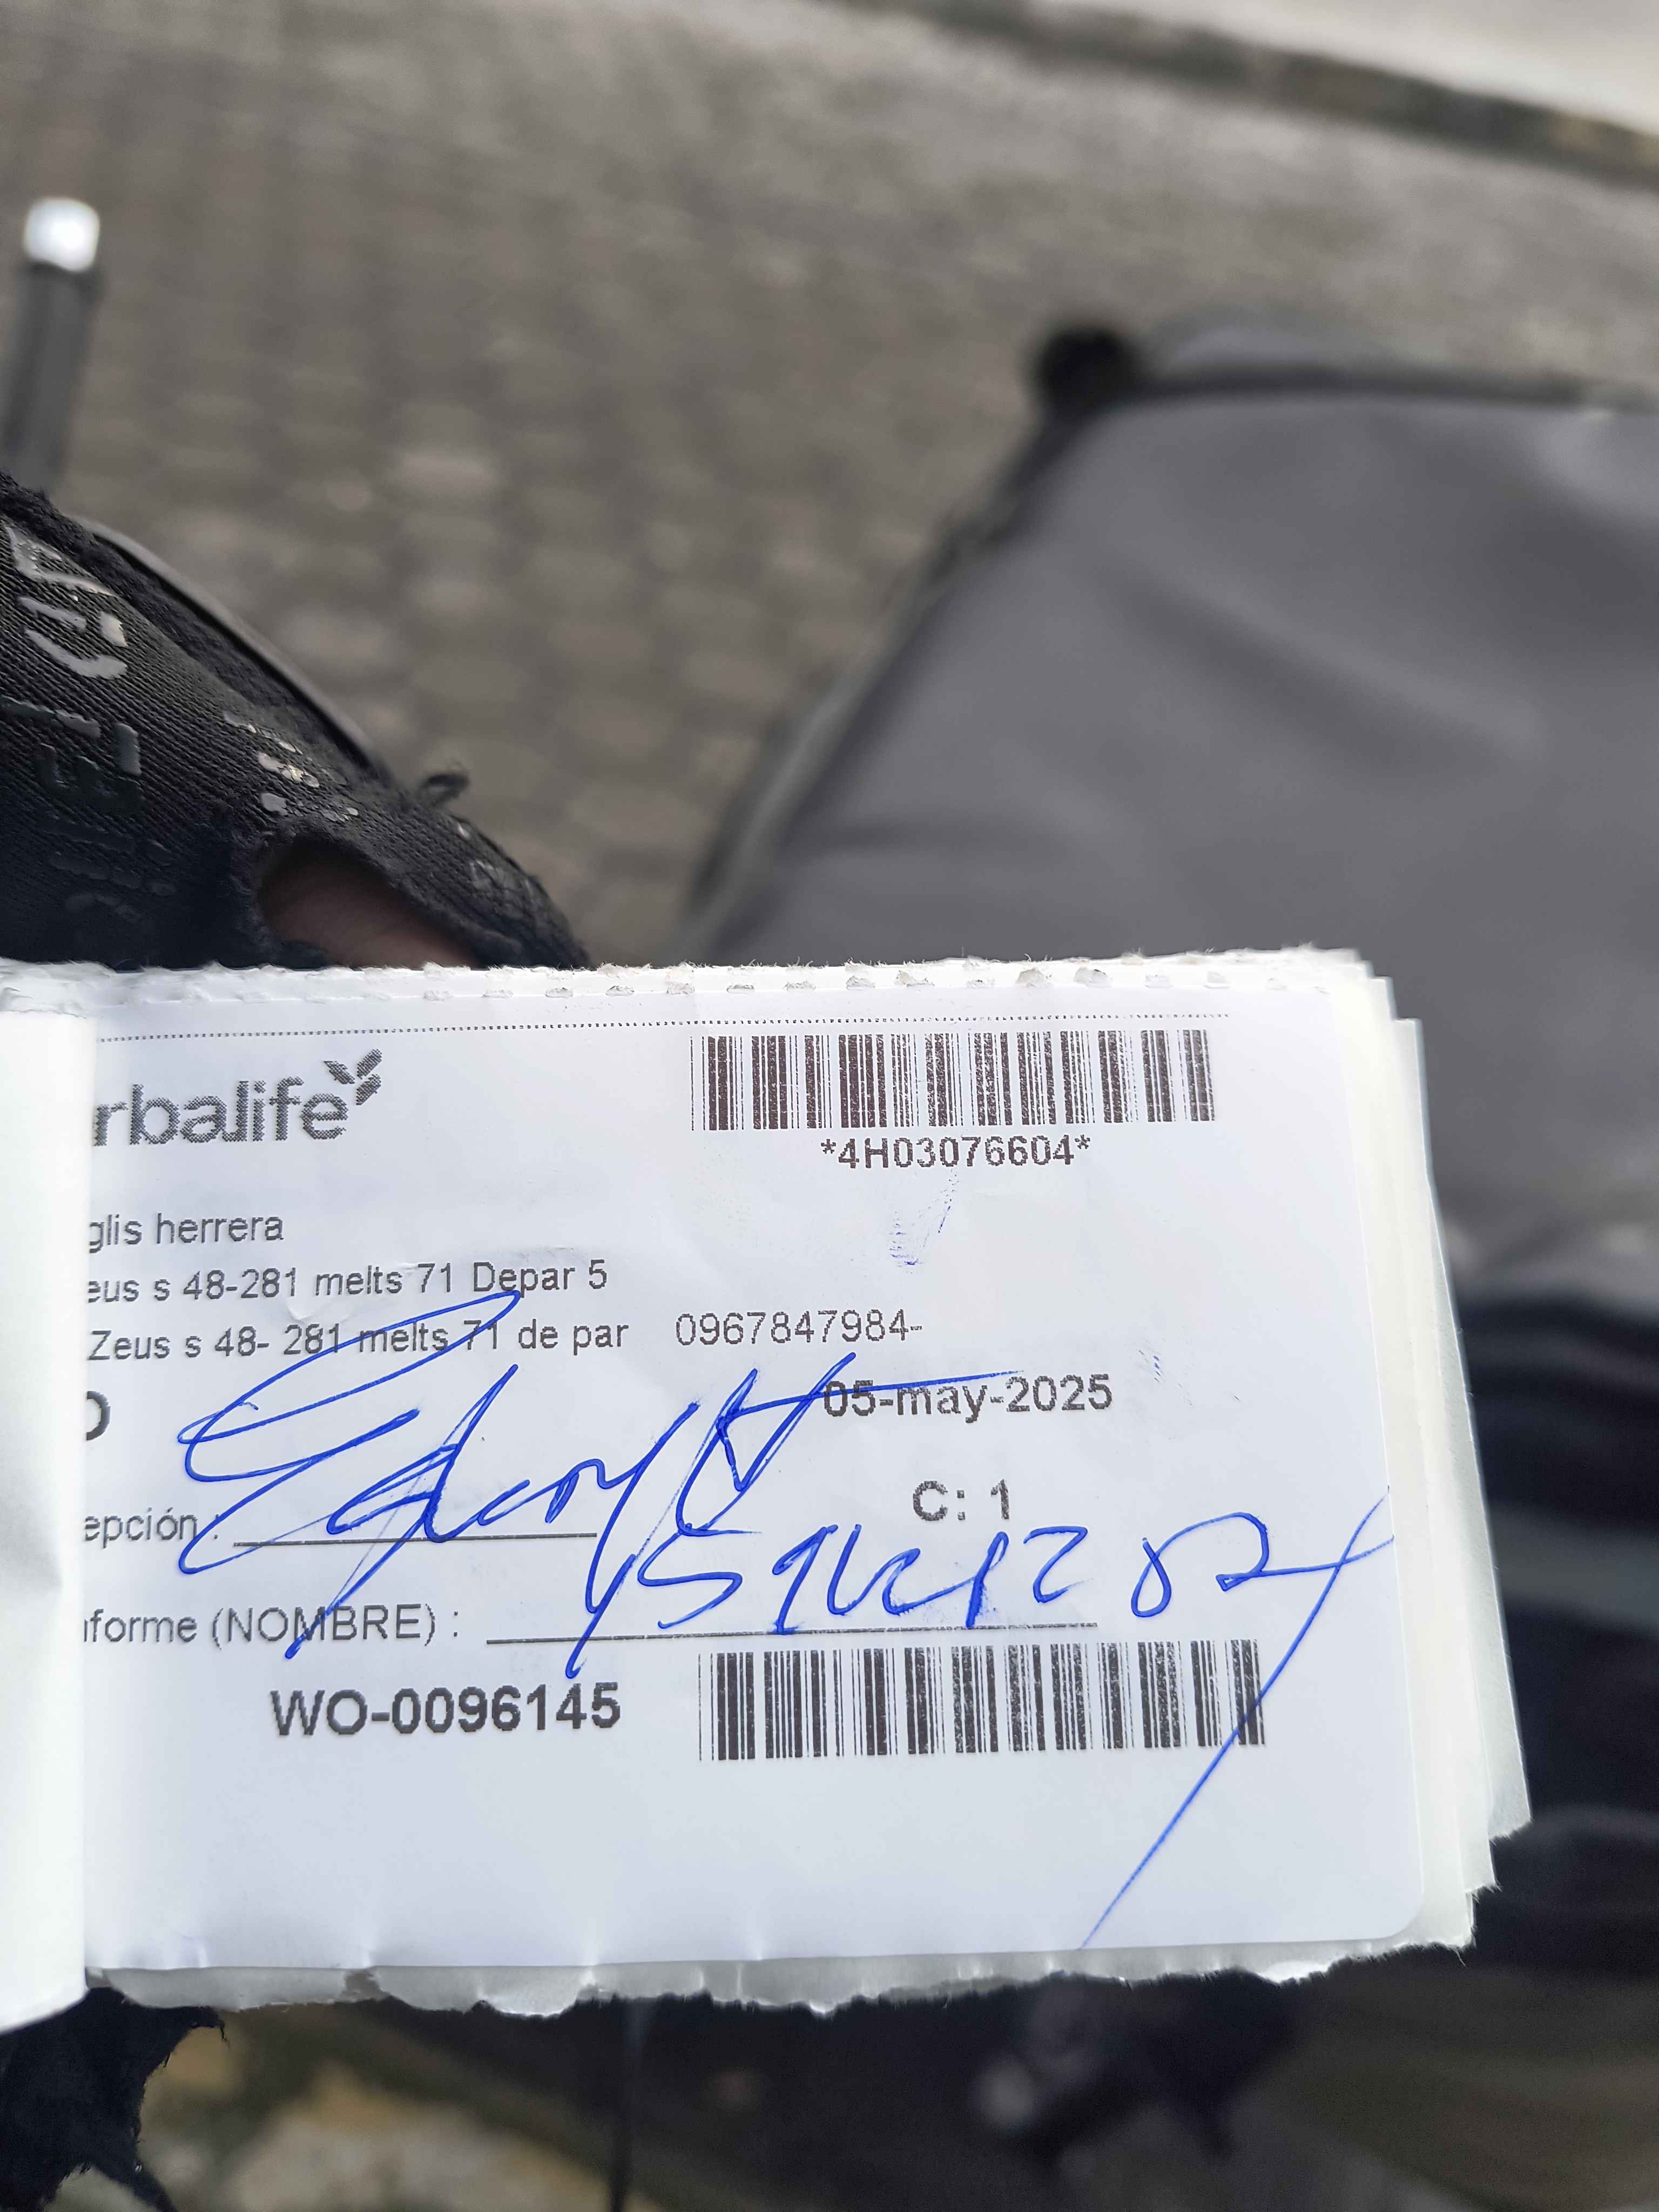 rbalife
*4H03076604*
glis herrera
eus s 48-281 melts 71 Depar 5
Zeus s 48- 281 melts 71 de par 0967847984-
O 05-may-2025
C: 1
epción :
nforme (NOMBRE) :
WO-0096145